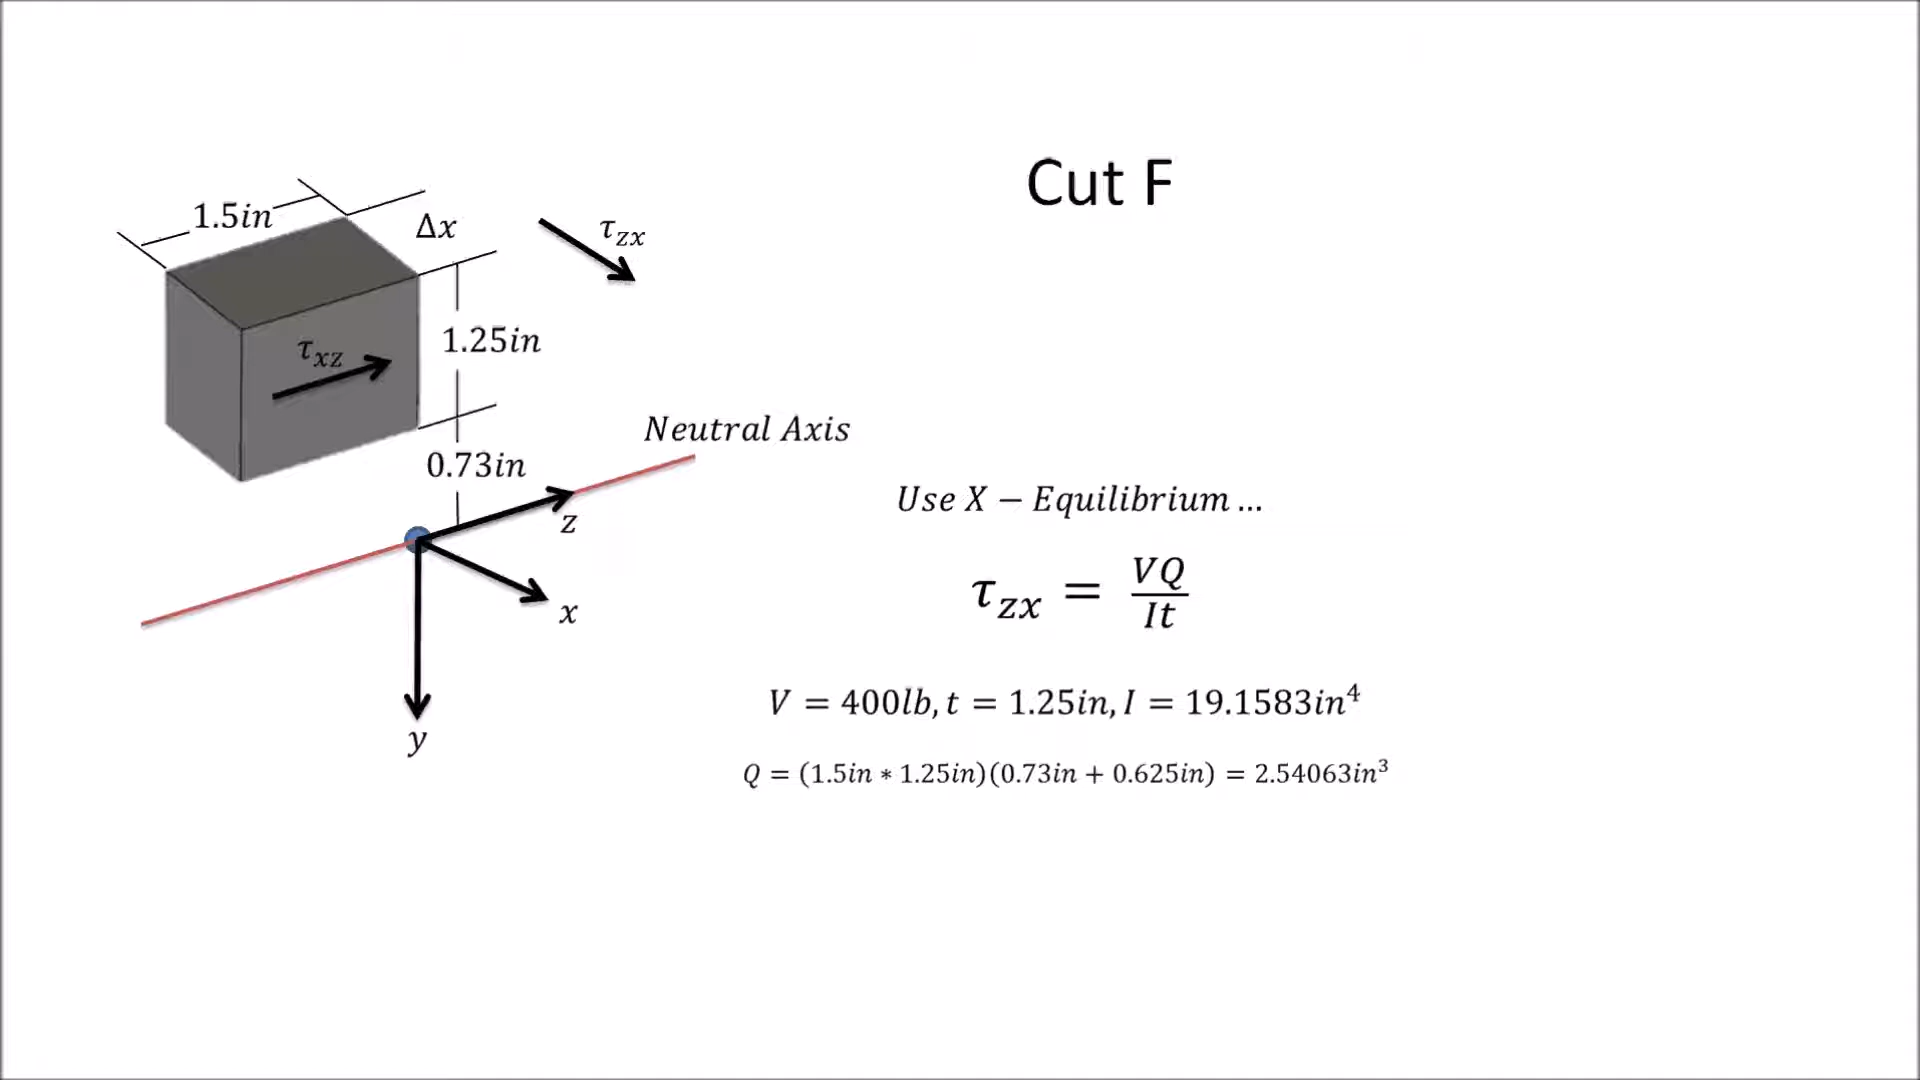 Cut F
1.5in
Δx
τzx
τxz
1.25in
Neutral Axis
0.73in
z
x
y
Use X − Equilibrium ...
τzx = VQ/It
V = 400lb, t = 1.25in, I = 19.1583in⁴
Q = (1.5in ∗ 1.25in)(0.73in + 0.625in) = 2.54063in³